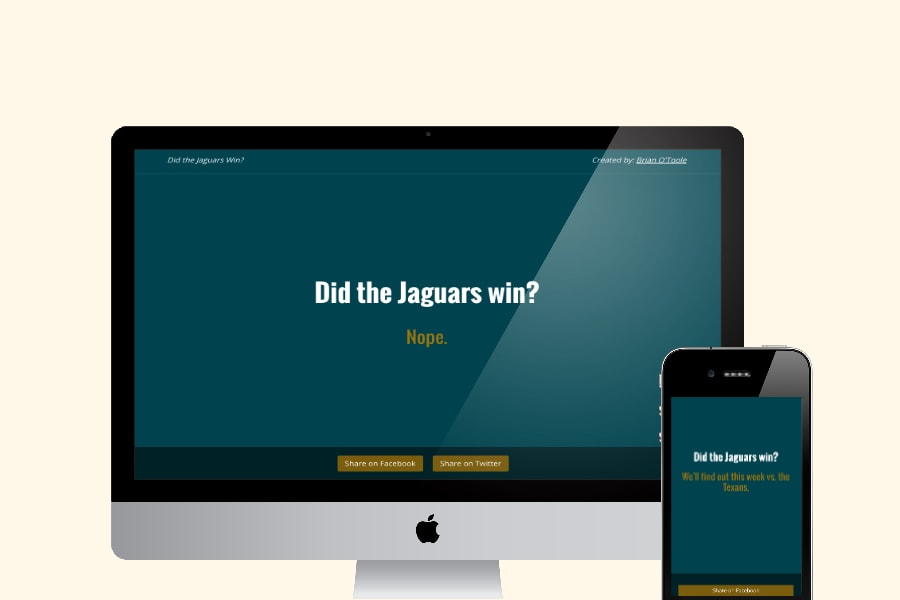 Did the Jaguars Win?
Created by: Brian O'Toole
Did the Jaguars win?
Nope.
Share on Facebook
Share on Twitter
Did the Jaguars win?
We'll find out this week vs. the
Texans.
Share on Facebook